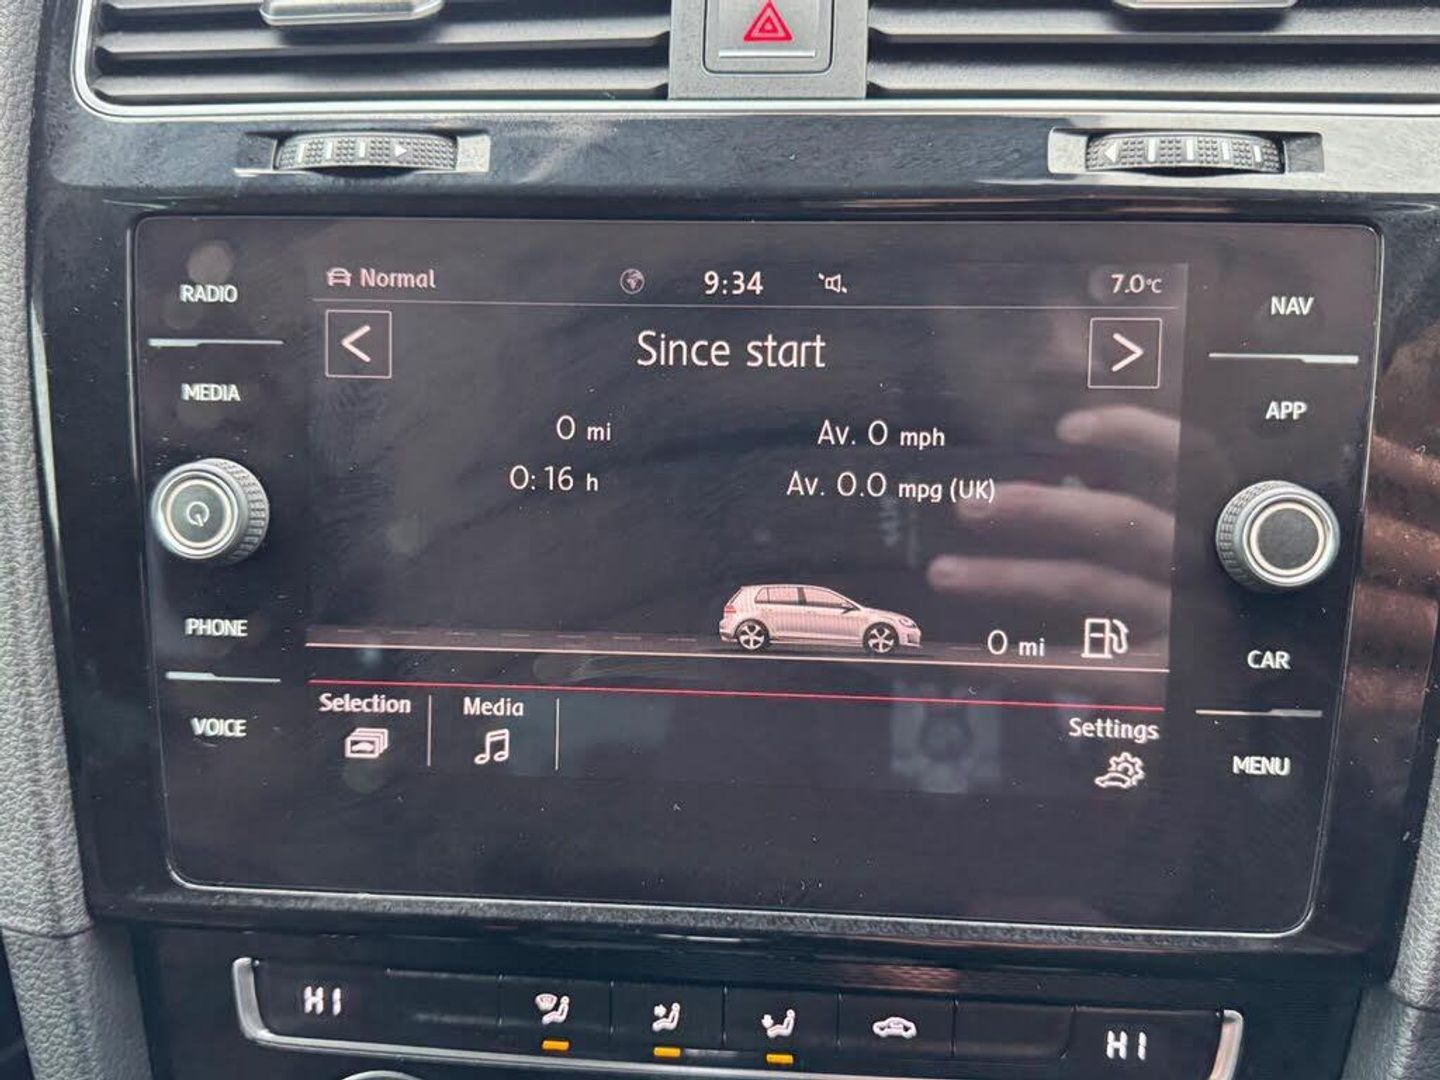 RADIO
MEDIA
PHONE
VOICE
Normal
9:34
7.0°C
Since start
0 mi
Av. 0 mph
0:16 h
Av. 0.0 mpg (UK)
0 mi
Selection
Media
Settings
NAV
APP
CAR
MENU
HI
HI